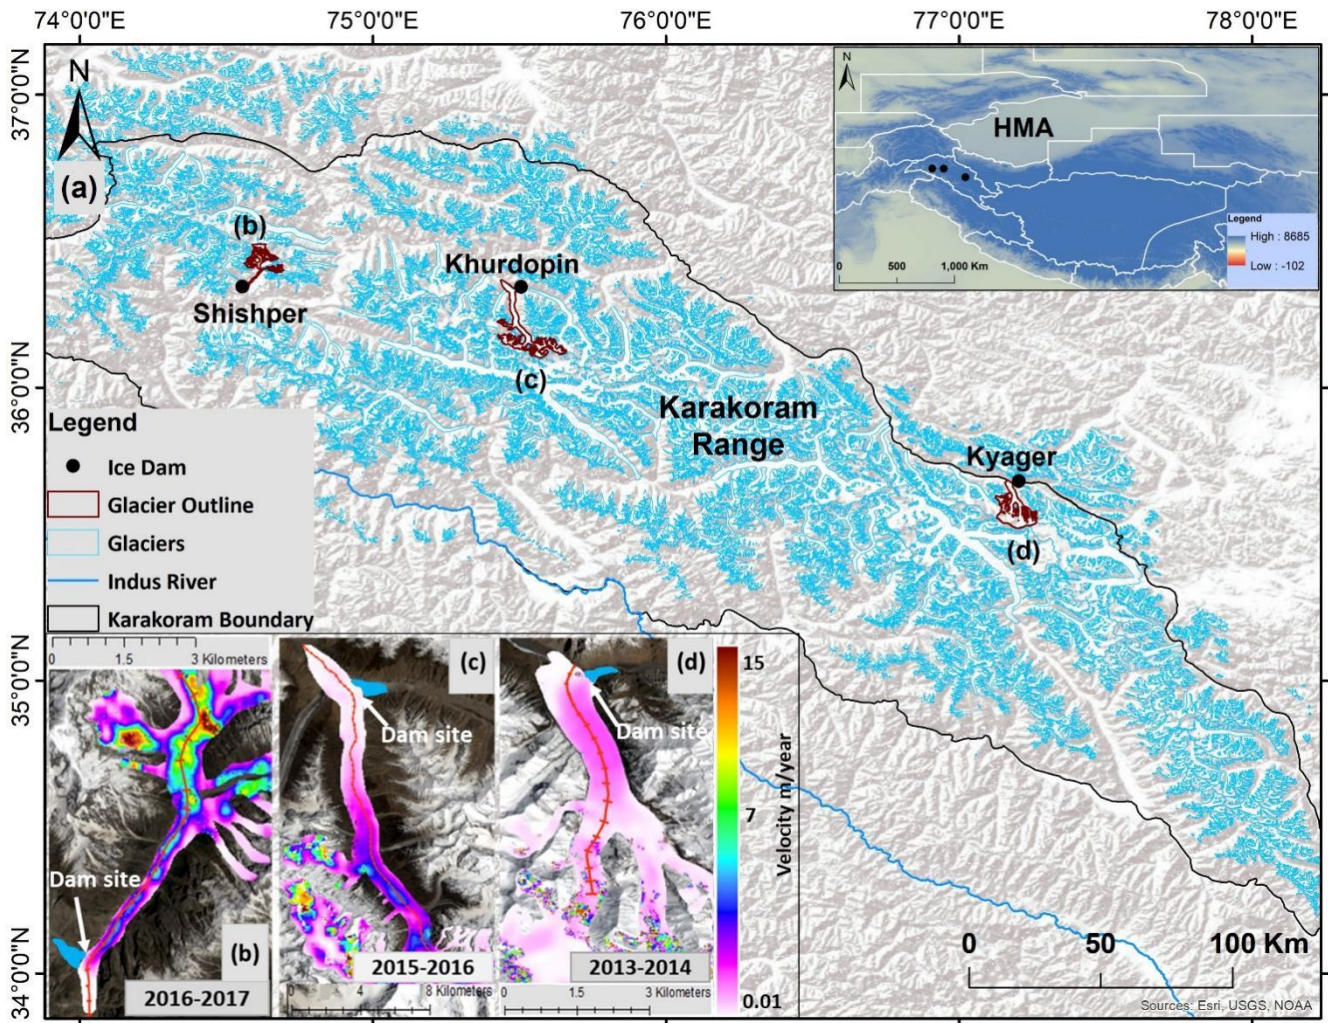 74°0'0"E
75°0'0"E
76°0'0"E
77°0'0"E
78°0'0"E
37°0'0"N
36°0'0"N
35°0'0"N
34°0'0"N
N
(a)
(b)
Shishper
Khurdopin
(c)
Karakoram
Range
Kyager
(d)
N
HMA
0 500 1,000 Km
Legend
High : 8685
Low : -102
Legend
Ice Dam
Glacier Outline
Glaciers
Indus River
Karakoram Boundary
0 1.5 3 Kilometers
Dam site
(b)
2016-2017
(c)
Dam site
2015-2016
0 4 8 Kilometers
(d)
Dam site
2013-2014
0 1.5 3 Kilometers
15
7
0.01
Velocity m/year
0 50 100 Km
Sources: Esri, USGS, NOAA